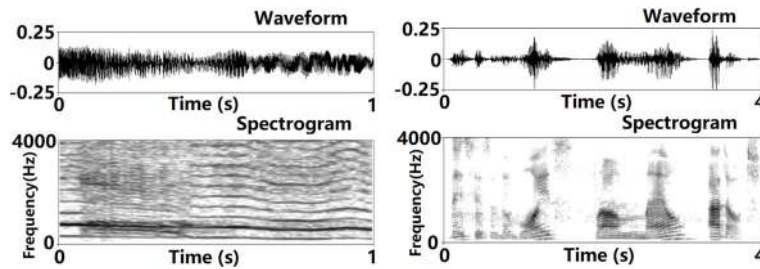 Waveform
0.25
0
-0.25
0
Time (s)
1
Spectrogram
4000
Frequency(Hz)
0
0
Time (s)
1
Waveform
0.25
0
-0.25
0
Time (s)
4
Spectrogram
4000
Frequency(Hz)
0
0
Time (s)
4